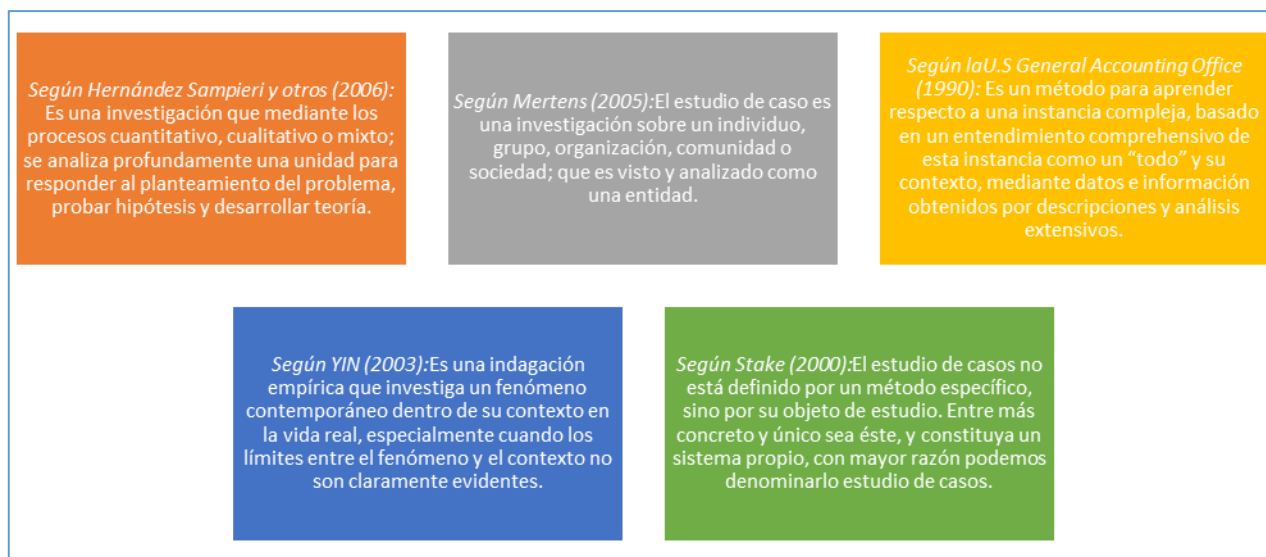 Según Hernández Sampieri y otros (2006):
Es una investigación que mediante los
procesos cuantitativo, cualitativo o mixto;
se analiza profundamente una unidad para
responder al planteamiento del problema,
probar hipótesis y desarrollar teoría.
Según Mertens (2005):El estudio de caso es
una investigación sobre un individuo,
grupo, organización, comunidad o
sociedad; que es visto y analizado como
una entidad.
Según laU.S General Accounting Office
(1990): Es un método para aprender
respecto a una instancia compleja, basado
en un entendimiento comprehensivo de
esta instancia como un “todo” y su
contexto, mediante datos e información
obtenidos por descripciones y análisis
extensivos.
Según YIN (2003):Es una indagación
empírica que investiga un fenómeno
contemporáneo dentro de su contexto en
la vida real, especialmente cuando los
límites entre el fenómeno y el contexto no
son claramente evidentes.
Según Stake (2000):El estudio de casos no
está definido por un método específico,
sino por su objeto de estudio. Entre más
concreto y único sea éste, y constituya un
sistema propio, con mayor razón podemos
denominarlo estudio de casos.